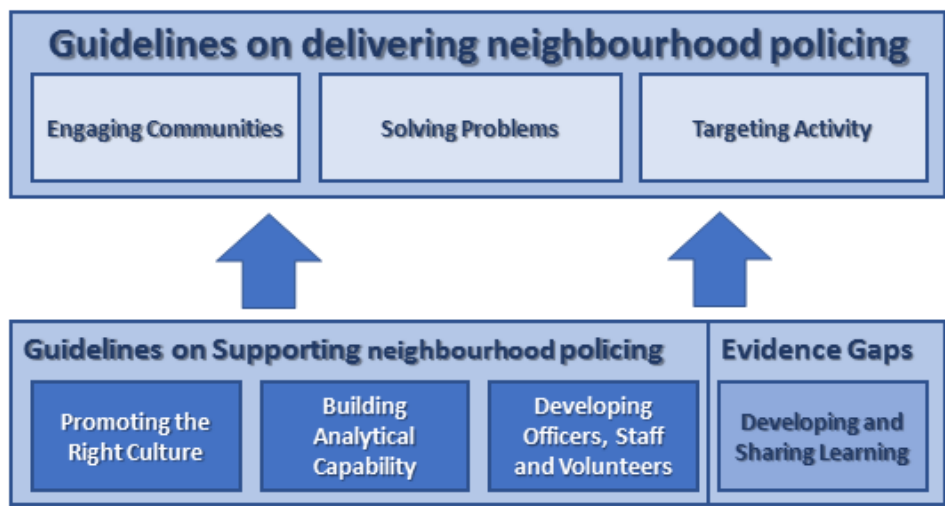 Guidelines on delivering neighbourhood policing
Engaging Communities
Solving Problems
Targeting Activity
Guidelines on Supporting neighbourhood policing
Promoting the
Right Culture
Building
Analytical
Capability
Developing
Officers, Staff
and Volunteers
Evidence Gaps
Developing and
Sharing Learning